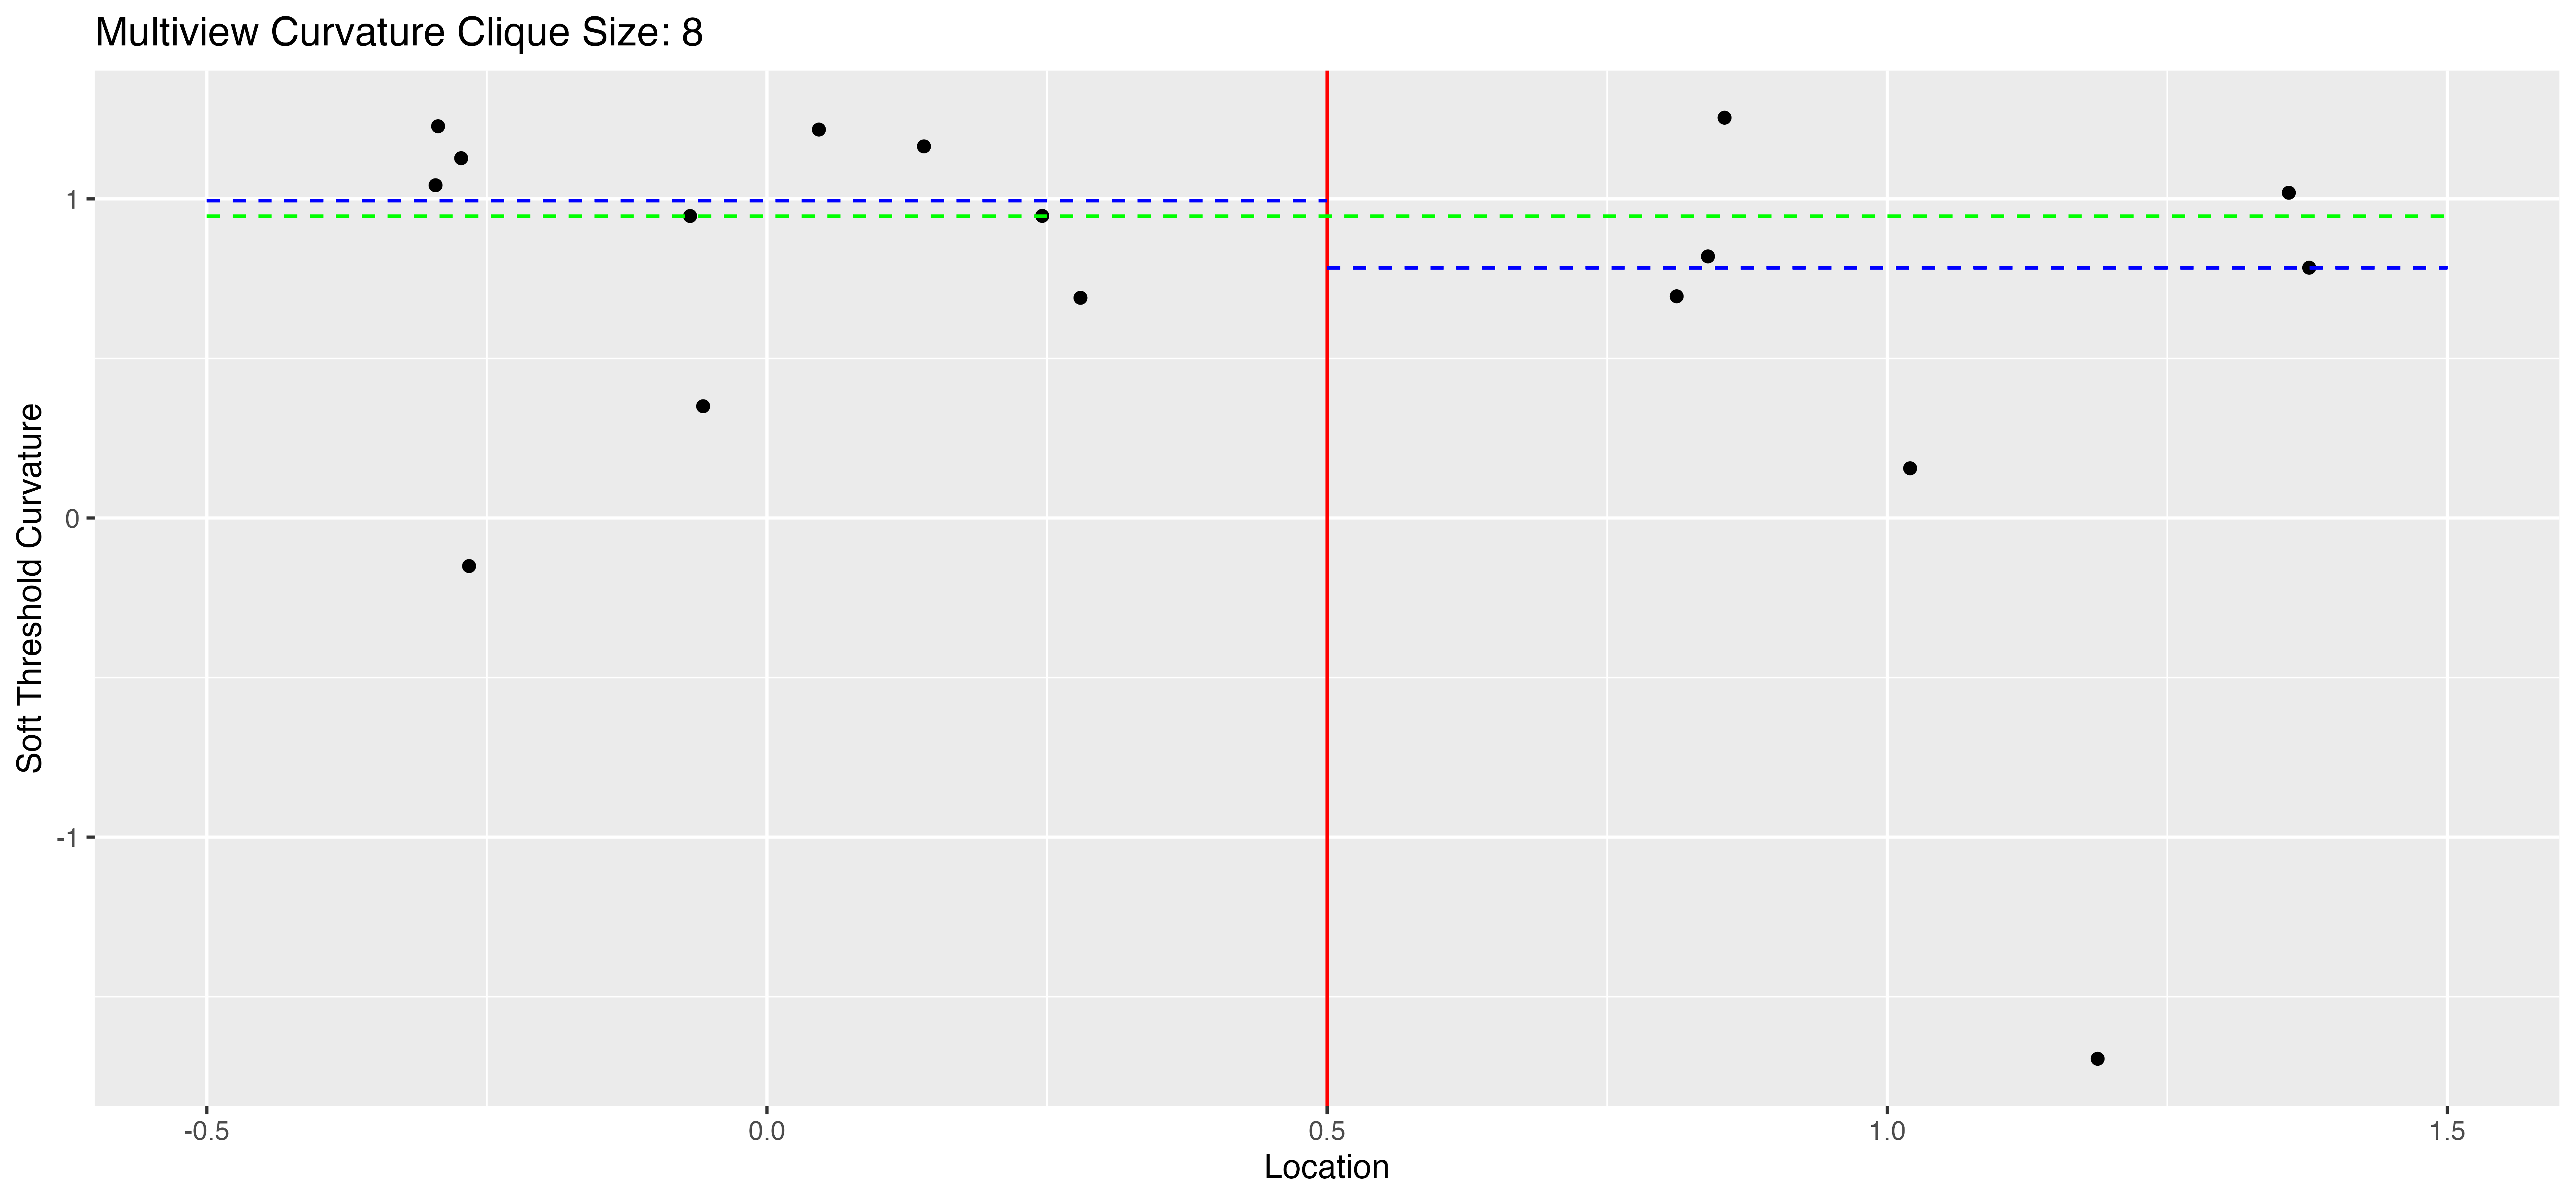 Multiview Curvature Clique Size: 8
Soft Threshold Curvature
1
0
-1
-0.5
0.0
0.5
1.0
1.5
Location